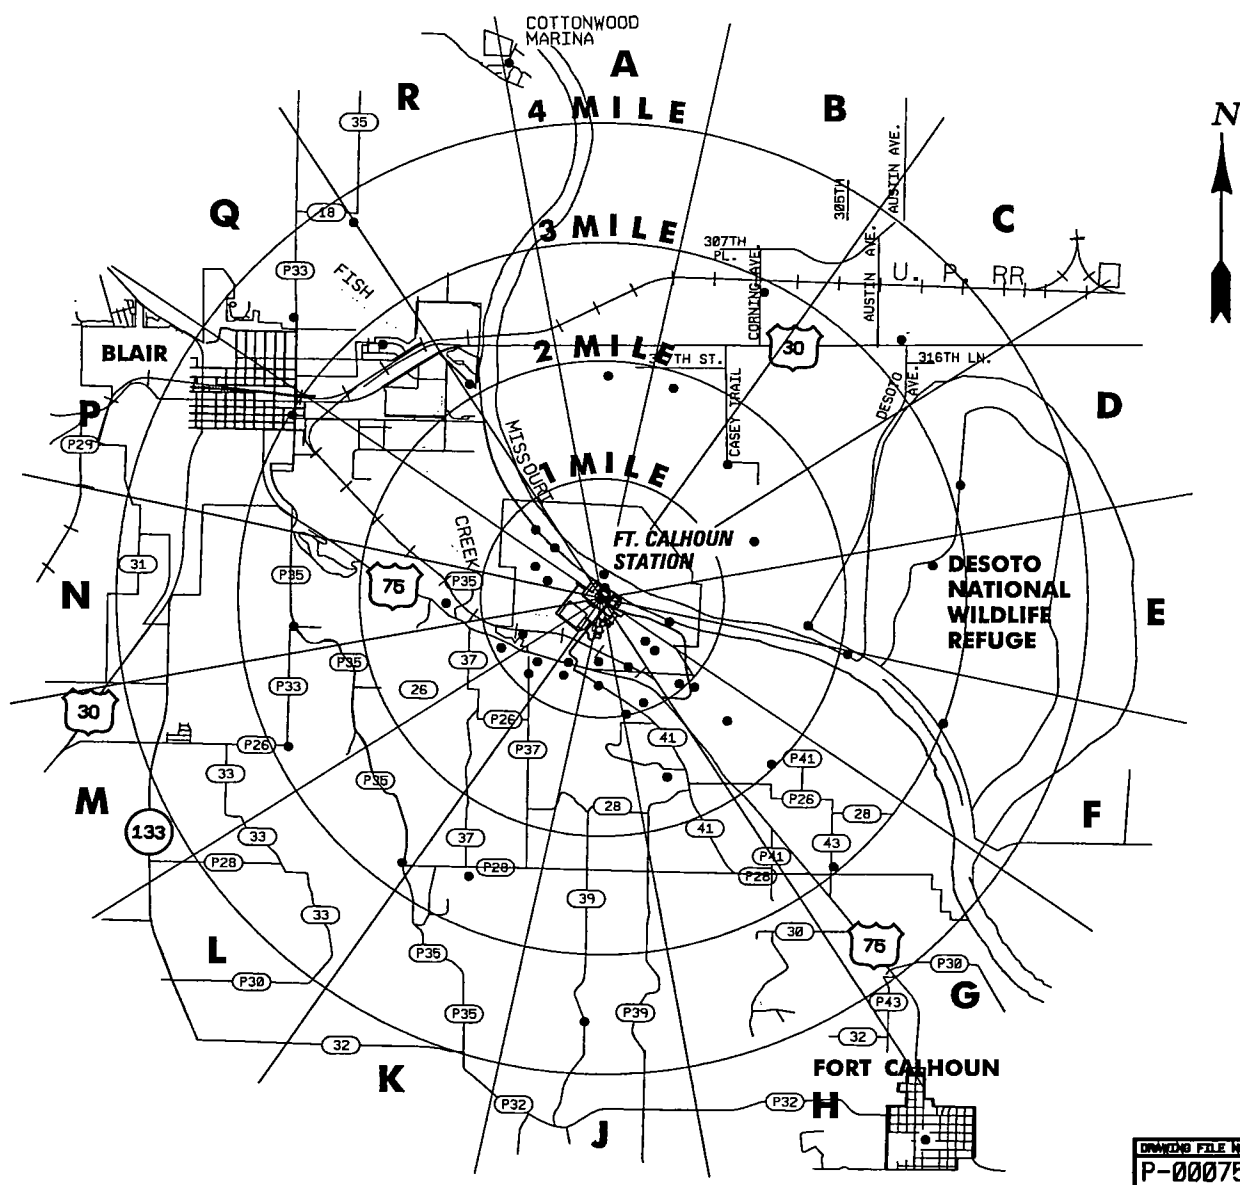 COTTONWOOD
MARINA
A
R
B
4 MILE
35
N
AUSTIN AVE.
305TH
Q
18
C
3 MILE
307TH
PL.
P33
FISH
CORNING AVE.
AUSTIN AVE.
U. P. RR
BLAIR
2 MILE
30
316TH LN.
CASEY TRAIL
DESOTO
AVE.
D
P
P29
MISSOURI
1 MILE
CREEK
FT. CALHOUN
STATION
31
N
P35
75
P35
DESOTO
NATIONAL
WILDLIFE
REFUGE
E
P35
37
P33
26
30
P26
41
P26
P37
P41
33
P35
P26
M
28
28
F
133
33
37
41
43
P28
P28
P41
P28
39
33
30
75
L
P35
P30
P30
G
P43
P35
P39
32
32
FORT CALHOUN
K
P32
P32
H
J
DRAWING FILE
P-00075